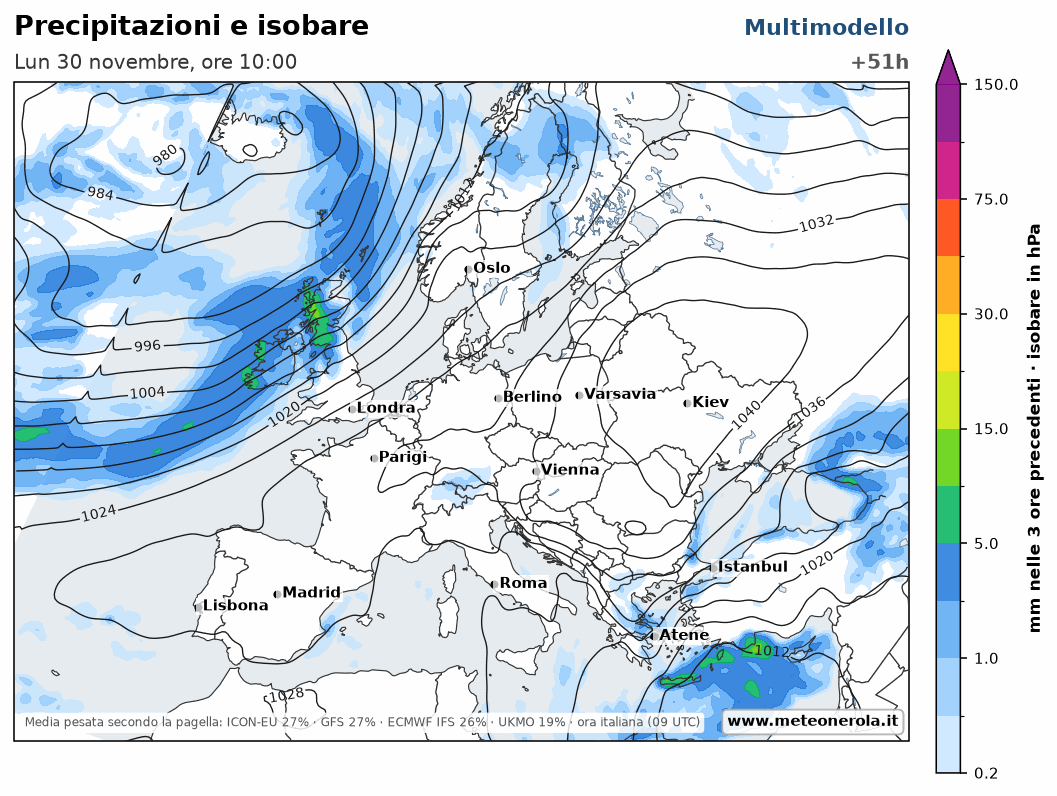 Precipitazioni e isobare
Multimodello
Lun 30 novembre, ore 10:00
+51h
150.0
75.0
30.0
15.0
5.0
1.0
0.2
mm nelle 3 ore precedenti · isobare in hPa
980
984
1012
1032
Oslo
996
1004
1020
Londra
Berlino
Varsavia
Kiev
1040
1036
Parigi
Vienna
1024
Istanbul
1020
Roma
Madrid
Lisbona
Atene
1012
1028
Media pesata secondo la pagella: ICON-EU 27% · GFS 27% · ECMWF IFS 26% · UKMO 19% · ora italiana (09 UTC)
www.meteonerola.it